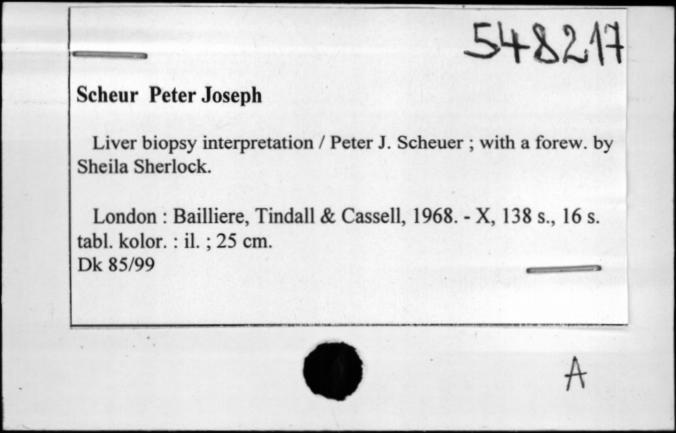 548217
Scheur Peter Joseph
Liver biopsy interpretation / Peter J. Scheuer ; with a forew. by
Sheila Sherlock.
London : Bailliere, Tindall & Cassell, 1968. - X, 138 s., 16 s.
tabl. kolor. : il. ; 25 cm.
Dk 85/99
A